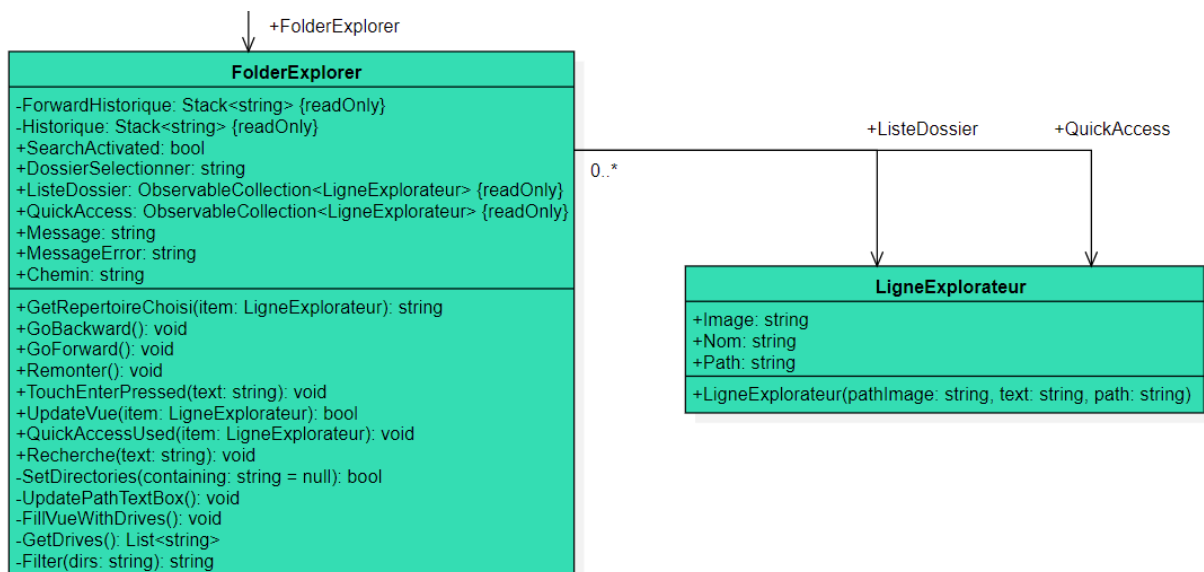 +FolderExplorer
FolderExplorer
-ForwardHistorique: Stack<string> {readOnly}
-Historique: Stack<string> {readOnly}
+SearchActivated: bool
+DossierSelectionner: string
+ListeDossier: ObservableCollection<LigneExplorateur> {readOnly}
+QuickAccess: ObservableCollection<LigneExplorateur> {readOnly}
+Message: string
+MessageError: string
+Chemin: string
+GetRepertoireChoisi(item: LigneExplorateur): string
+GoBackward(): void
+GoForward(): void
+Remonter(): void
+TouchEnterPressed(text: string): void
+UpdateVue(item: LigneExplorateur): bool
+QuickAccessUsed(item: LigneExplorateur): void
+Recherche(text: string): void
-SetDirectories(containing: string = null): bool
-UpdatePathTextBox(): void
-FillVueWithDrives(): void
-GetDrives(): List<string>
-Filter(dirs: string): string
0..*
+ListeDossier
+QuickAccess
LigneExplorateur
+Image: string
+Nom: string
+Path: string
+LigneExplorateur(pathImage: string, text: string, path: string)